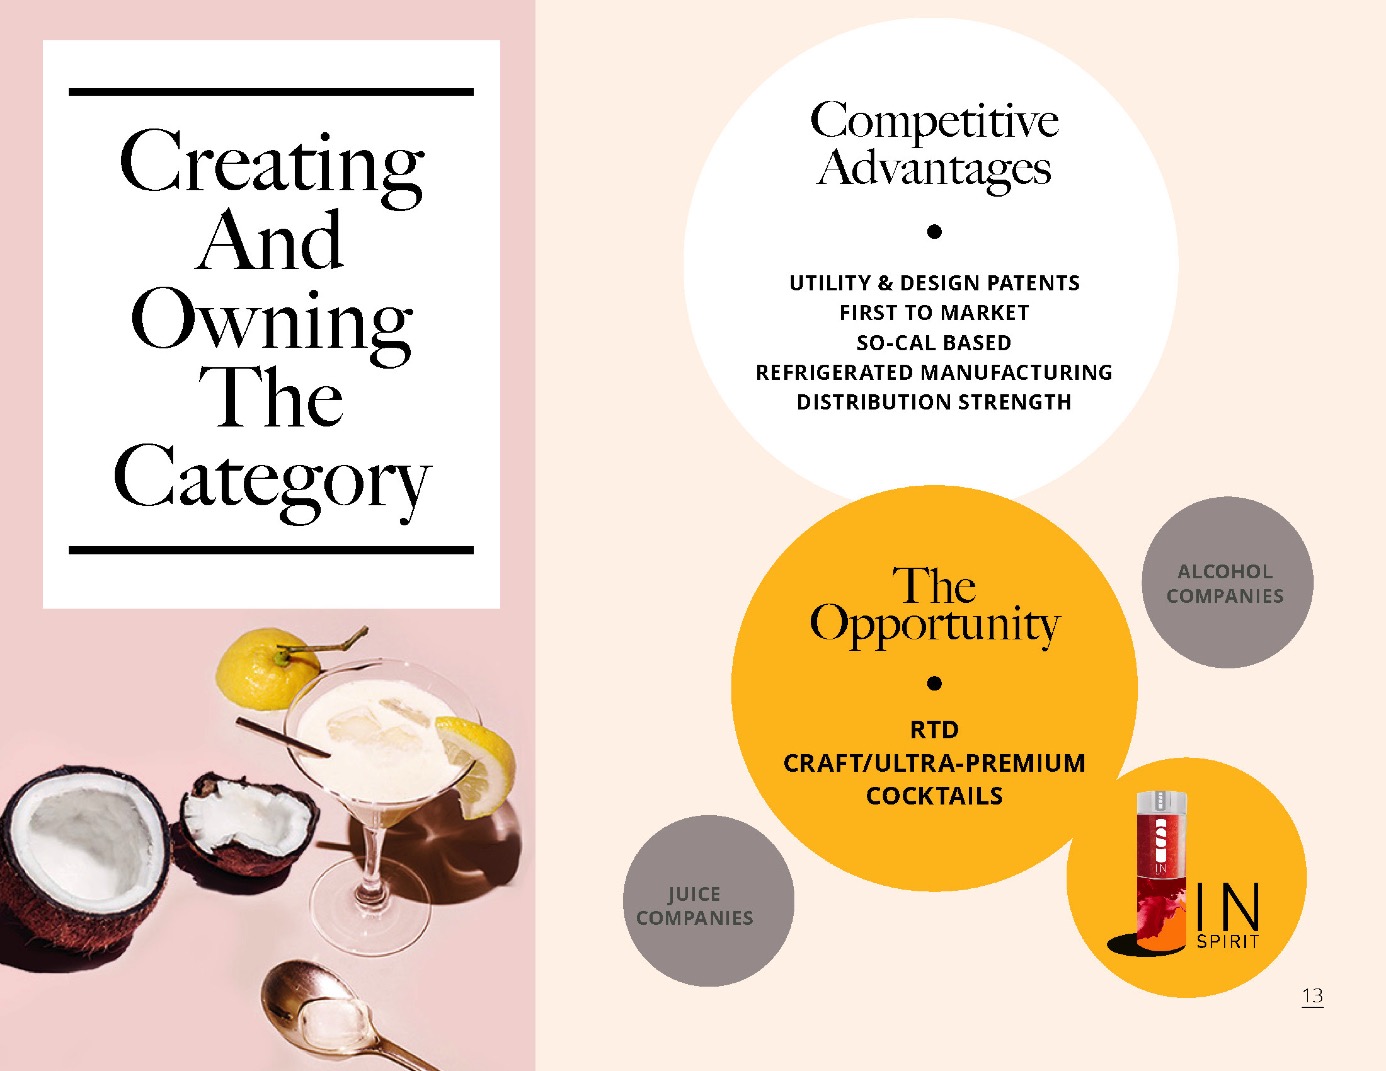 Creating
And
Owning
The
Category
Competitive
Advantages
UTILITY & DESIGN PATENTS
FIRST TO MARKET
SO-CAL BASED
REFRIGERATED MANUFACTURING
DISTRIBUTION STRENGTH
The
Opportunity
RTD
CRAFT/ULTRA-PREMIUM
COCKTAILS
ALCOHOL
COMPANIES
JUICE
COMPANIES
IN
IN
SPIRIT
13